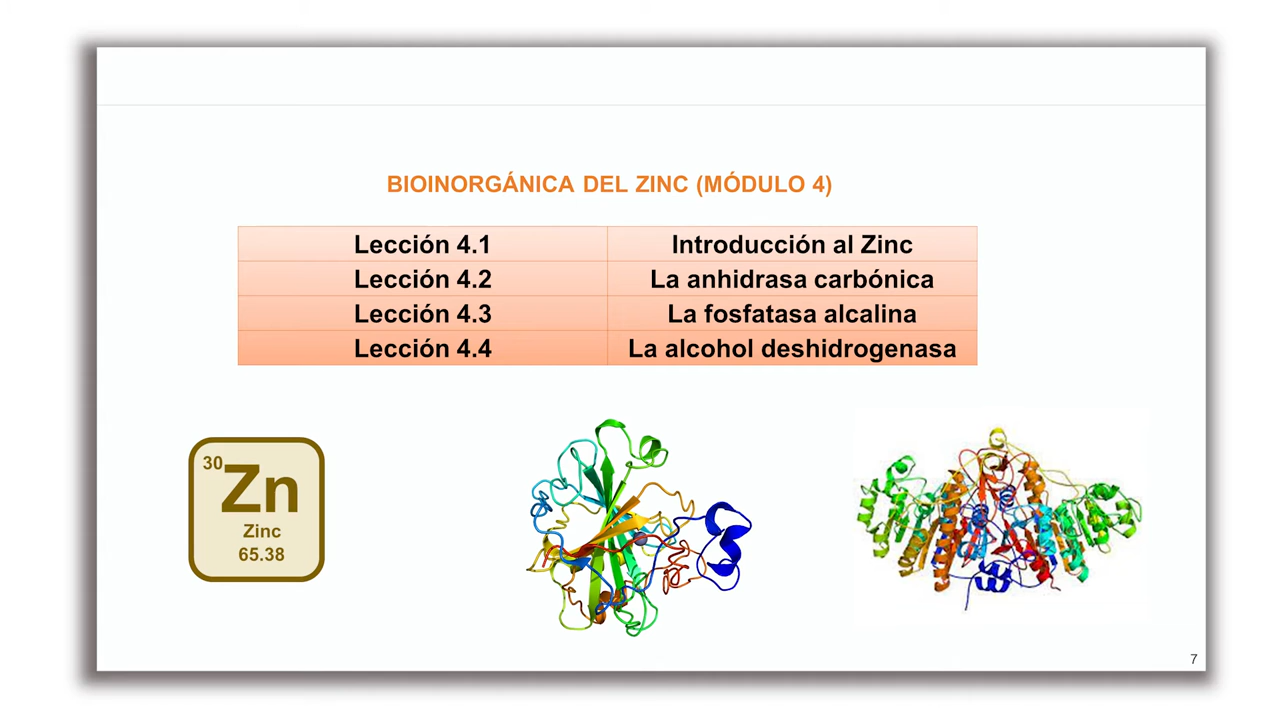 BIOINORGÁNICA DEL ZINC (MÓDULO 4)
Lección 4.1 Introducción al Zinc
Lección 4.2 La anhidrasa carbónica
Lección 4.3 La fosfatasa alcalina
Lección 4.4 La alcohol deshidrogenasa
30
Zn
Zinc
65.38
7